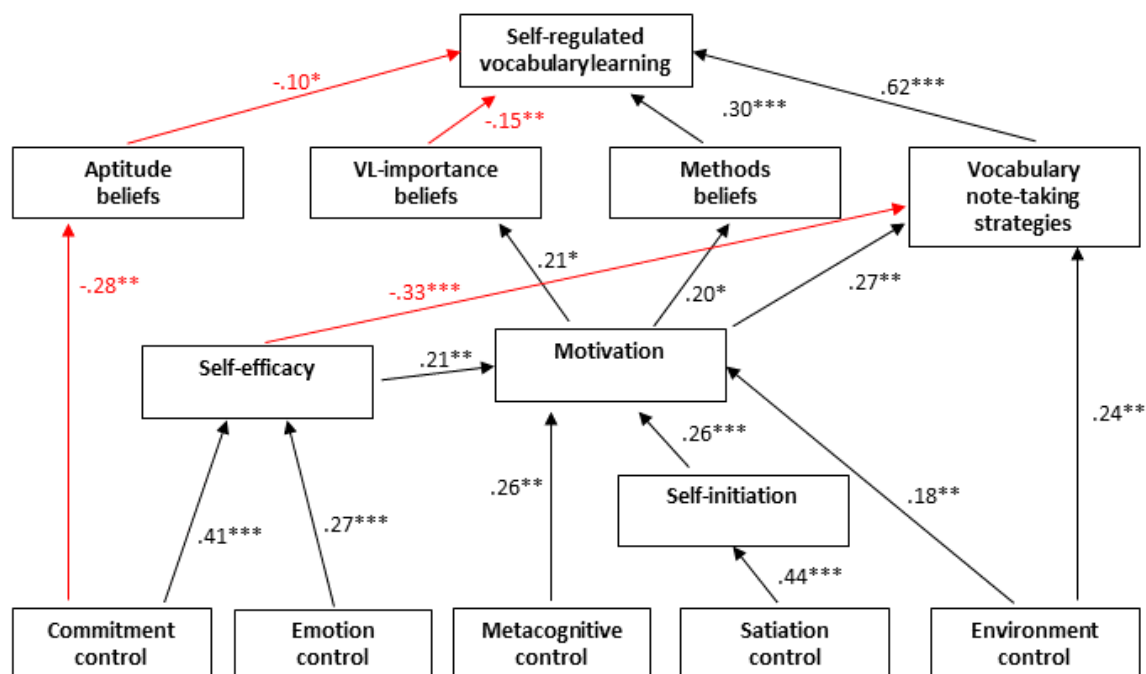 Self-regulated
vocabularylearning
-.10*
-.15**
.30***
.62***
Aptitude
beliefs
VL-importance
beliefs
Methods
beliefs
Vocabulary
note-taking
strategies
-.28**
-.33***
.21*
.20*
.27**
Self-efficacy
.21**
Motivation
.24**
.26***
.26**
Self-initiation
.18**
.41***
.27***
.44***
Commitment
control
Emotion
control
Metacognitive
control
Satiation
control
Environment
control